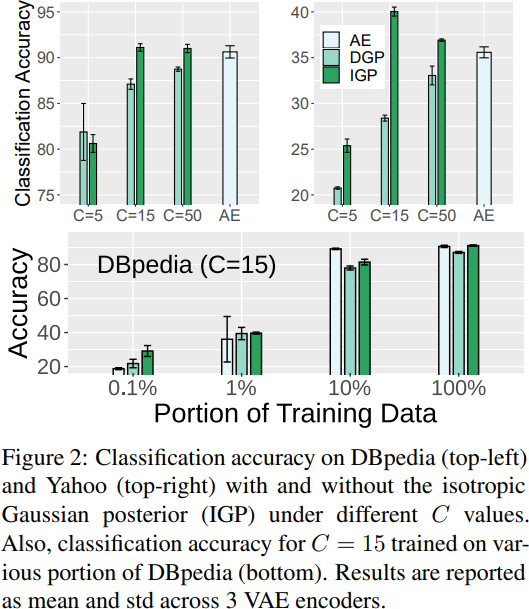 Classification Accuracy
95
90
85
80
75
C=5 C=15 C=50 AE
40
35
30
25
20
AE
DGP
IGP
C=5 C=15 C=50 AE
Accuracy
80
60
40
20
DBpedia (C=15)
0.1% 1% 10% 100%
Portion of Training Data
Figure 2: Classification accuracy on DBpedia (top-left)
and Yahoo (top-right) with and without the isotropic
Gaussian posterior (IGP) under different C values.
Also, classification accuracy for C = 15 trained on var-
ious portion of DBpedia (bottom). Results are reported
as mean and std across 3 VAE encoders.